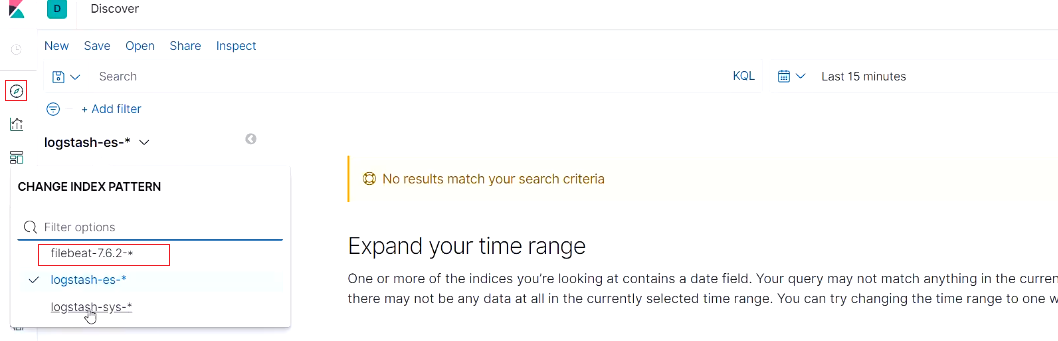 D Discover
New Save Open Share Inspect
Search KQL Last 15 minutes
+ Add filter
logstash-es-*
CHANGE INDEX PATTERN
Filter options
filebeat-7.6.2-*
logstash-es-*
logstash-sys-*
No results match your search criteria
Expand your time range
One or more of the indices you're looking at contains a date field. Your query may not match anything in the curren
there may not be any data at all in the currently selected time range. You can try changing the time range to one w